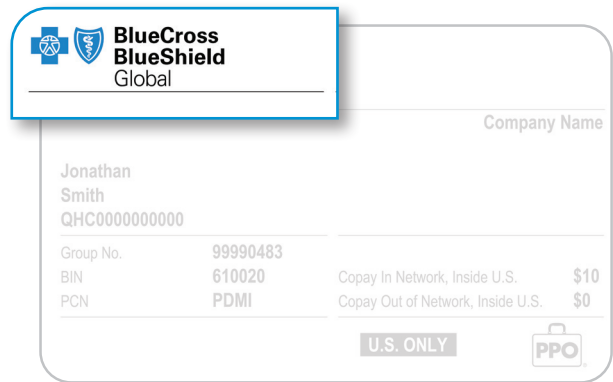 BlueCross
BlueShield
Global
Company Name
Jonathan
Smith
QHC0000000000
Group No. 99990483
BIN 610020 Copay In Network, Inside U.S. $10
PCN PDMI Copay Out of Network, Inside U.S. $0
U.S. ONLY
PPO®